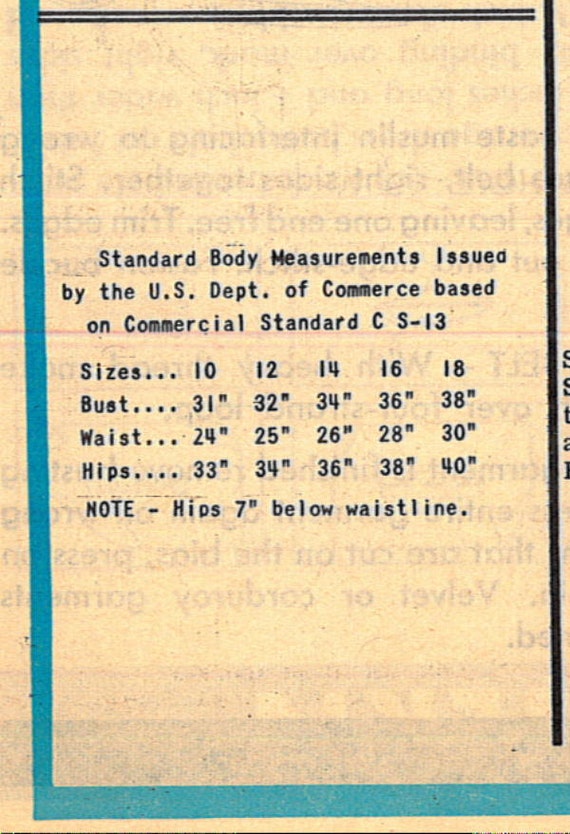 Standard Body Measurements Issued
by the U.S. Dept. of Commerce based
on Commercial Standard C S-13
Sizes... 10 12 14 16 18
Bust.... 31" 32" 34" 36" 38"
Waist... 24" 25" 26" 28" 30"
Hips.... 33" 34" 36" 38" 40"
NOTE - Hips 7" below waistline.